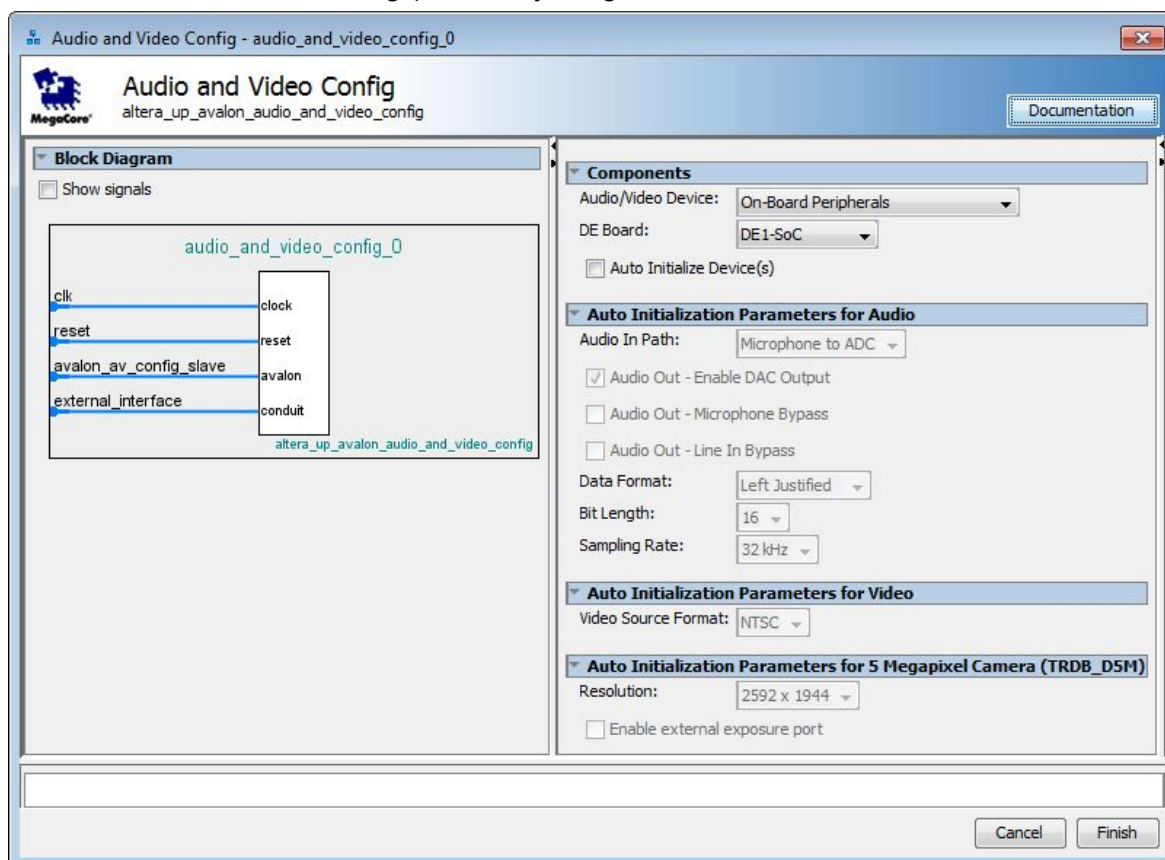 Audio and Video Config - audio_and_video_config_0
Audio and Video Config
altera_up_avalon_audio_and_video_config
MegaCore®
Documentation
Block Diagram
Show signals
audio_and_video_config_0
clk
clock
reset
reset
avalon_av_config_slave
avalon
external_interface
conduit
altera_up_avalon_audio_and_video_config
Components
Audio/Video Device: On-Board Peripherals
DE Board: DE1-SoC
Auto Initialize Device(s)
Auto Initialization Parameters for Audio
Audio In Path: Microphone to ADC
Audio Out - Enable DAC Output
Audio Out - Microphone Bypass
Audio Out - Line In Bypass
Data Format: Left Justified
Bit Length: 16
Sampling Rate: 32 kHz
Auto Initialization Parameters for Video
Video Source Format: NTSC
Auto Initialization Parameters for 5 Megapixel Camera (TRDB_D5M)
Resolution: 2592 x 1944
Enable external exposure port
Cancel Finish